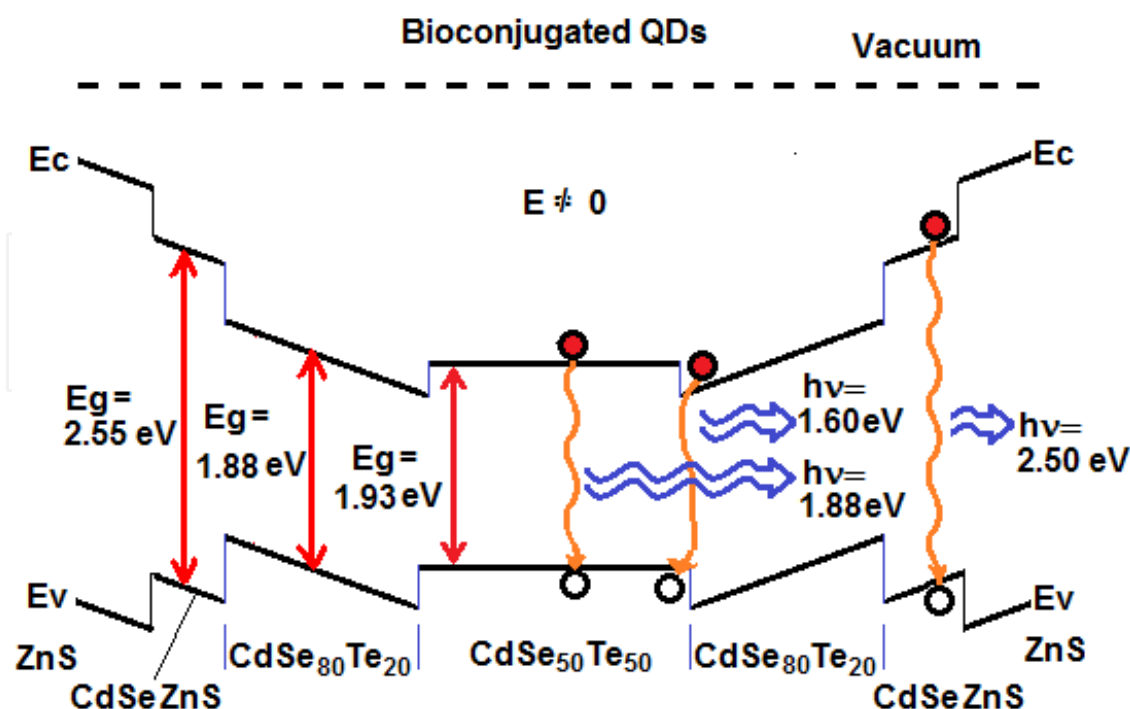 Bioconjugated QDs
Vacuum
Ec
Ec
E ≠ 0
Eg=
2.55 eV
Eg=
1.88 eV
Eg=
1.93 eV
hν=
1.60eV
hν=
1.88eV
hν=
2.50 eV
Ev
Ev
ZnS
CdSe₈₀Te₂₀
CdSe₅₀Te₅₀
CdSe₈₀Te₂₀
ZnS
CdSeZnS
CdSeZnS